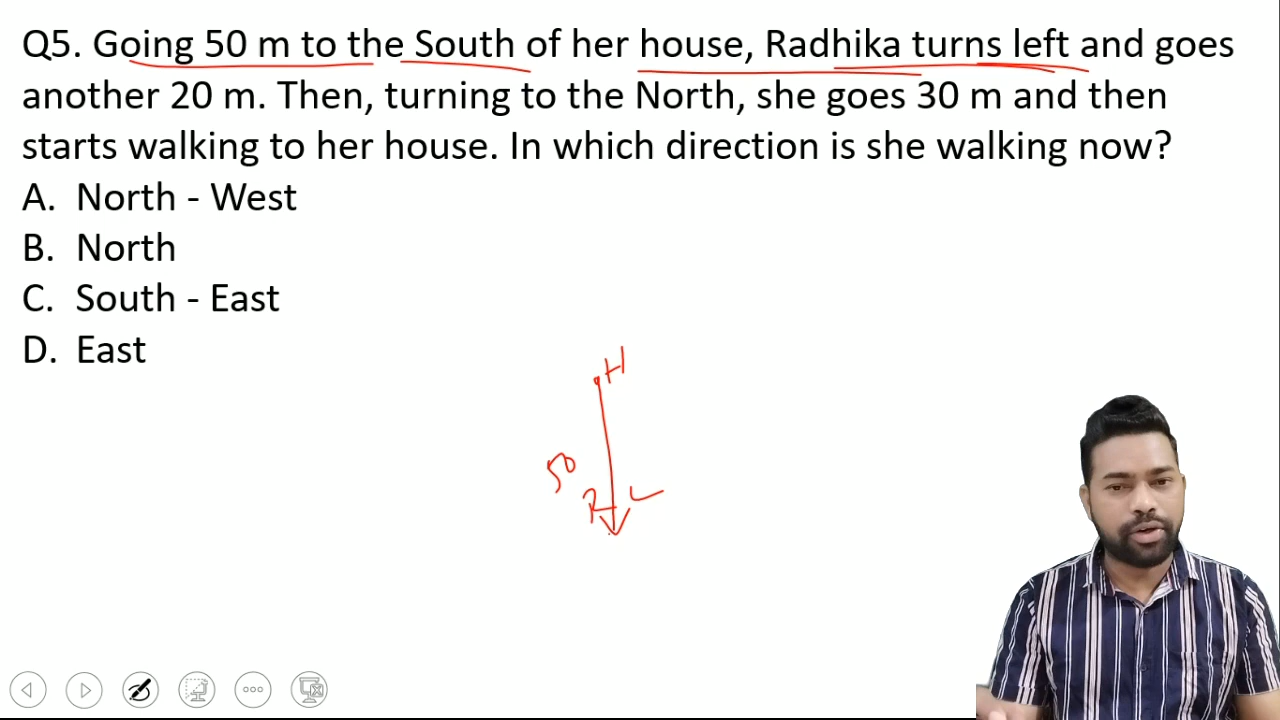 Q5. Going 50 m to the South of her house, Radhika turns left and goes
another 20 m. Then, turning to the North, she goes 30 m and then
starts walking to her house. In which direction is she walking now?
A. North - West
B. North
C. South - East
D. East
H
50
R L